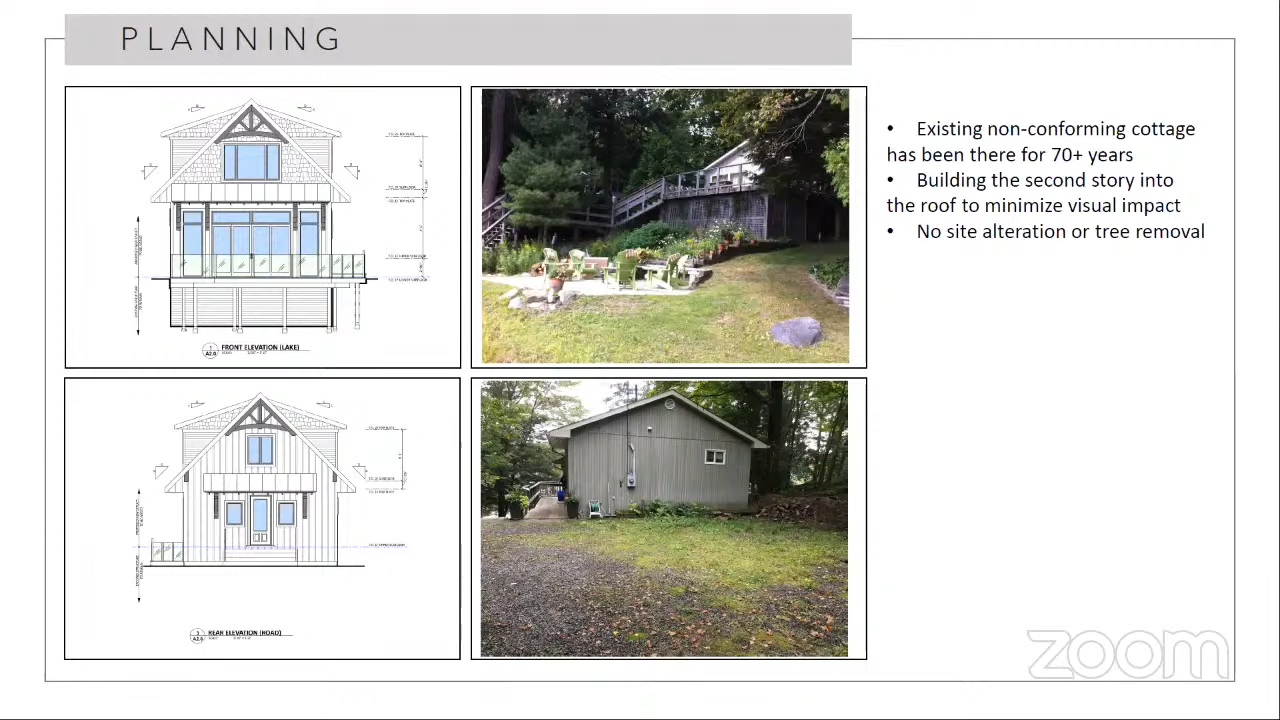 PLANNING
• Existing non-conforming cottage
has been there for 70+ years
• Building the second story into
the roof to minimize visual impact
• No site alteration or tree removal
FRONT ELEVATION (LAKE)
REAR ELEVATION (ROAD)
zoom